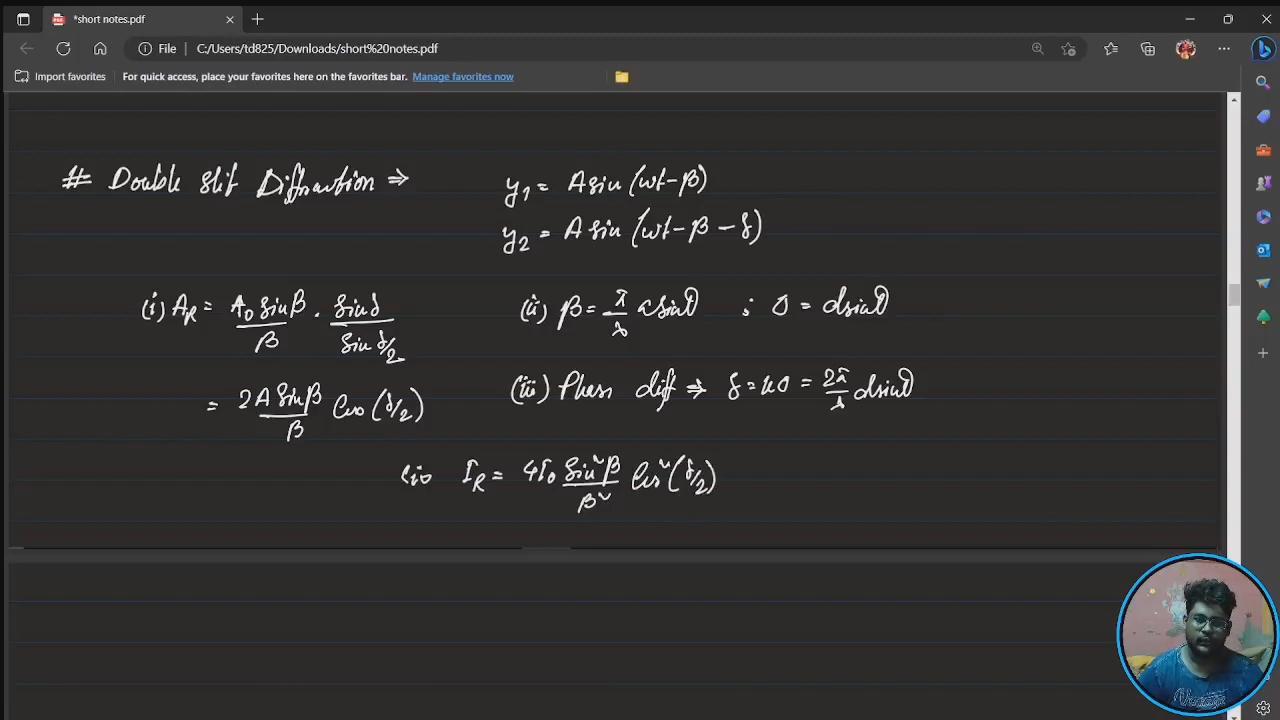 *short notes.pdf
File C:/Users/td825/Downloads/short%20notes.pdf
Import favorites For quick access, place your favorites here on the favorites bar. Manage favorites now
# Double Slit Diffraction ⇒
y₁ = A sin (ωt - β)
y₂ = A sin (ωt - β - δ)
(i) A_R = A₀ sinβ / β · sin δ / sin δ/2
= 2A sinβ / β cos (δ/2)
(ii) β = π/λ a sinθ ; Δ = d sinθ
(iii) Phase diff ⇒ δ = kΔ = 2π/λ d sinθ
I_R = 4I₀ sin²β / β² cos² (δ/2)